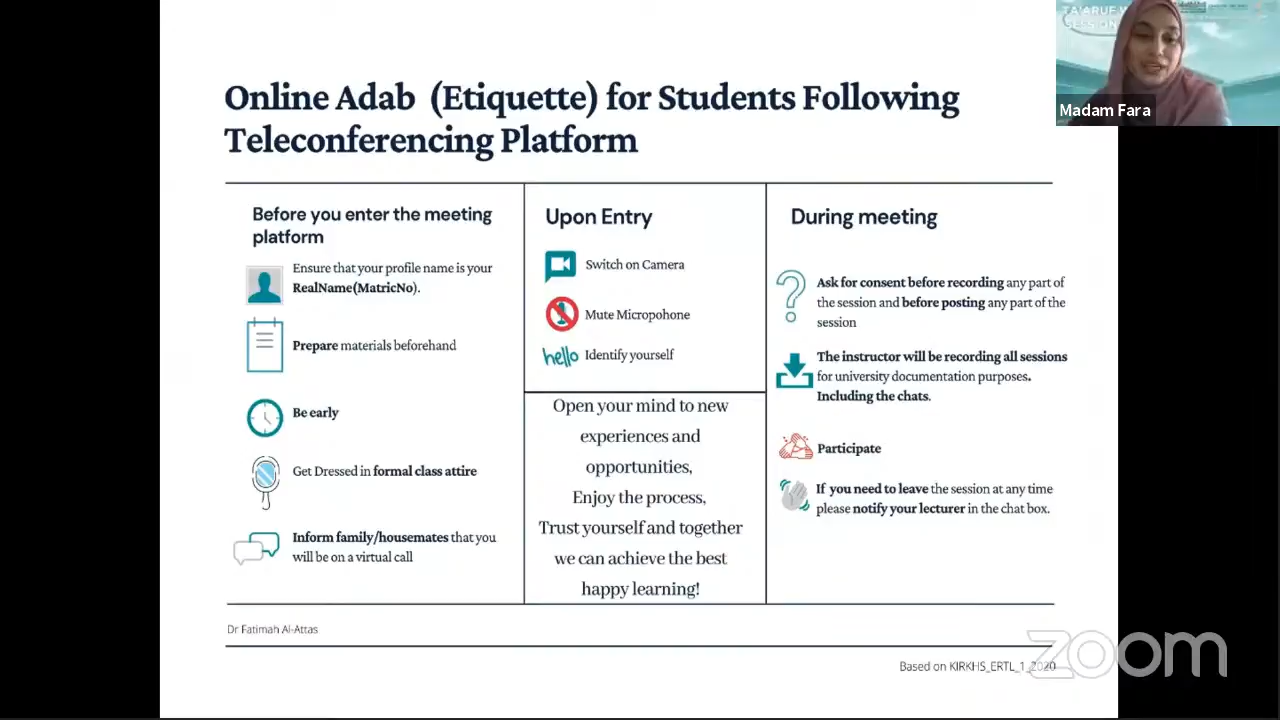 Online Adab (Etiquette) for Students Following
Teleconferencing Platform
Before you enter the meeting
platform
Ensure that your profile name is your
RealName(MatricNo).
Prepare materials beforehand
Be early
Get Dressed in formal class attire
Inform family/housemates that you
will be on a virtual call
Upon Entry
Switch on Camera
Mute Micropohone
hello
Identify yourself
Open your mind to new
experiences and
opportunities,
Enjoy the process,
Trust yourself and together
we can achieve the best
happy learning!
During meeting
Ask for consent before recording any part of
the session and before posting any part of the
session
The instructor will be recording all sessions
for university documentation purposes.
Including the chats.
Participate
If you need to leave the session at any time
please notify your lecturer in the chat box.
Dr Fatimah Al-Attas
Based on KIRKHS_ERTL_1_2020
zoom
TA'ARUF
SESSION
Madam Fara